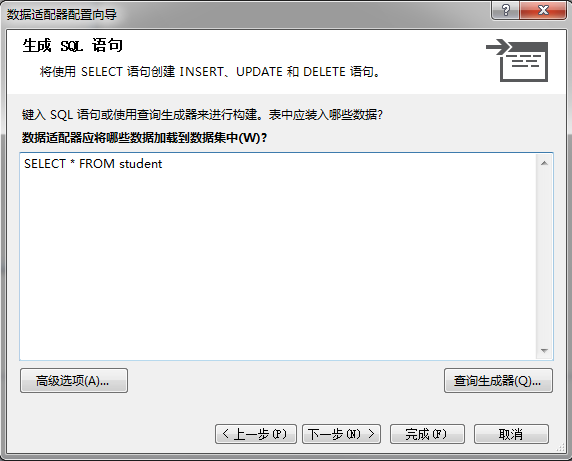 数据适配器配置向导
生成 SQL 语句
将使用 SELECT 语句创建 INSERT、UPDATE 和 DELETE 语句。
键入 SQL 语句或使用查询生成器来进行构建。表中应装入哪些数据?
数据适配器应将哪些数据加载到数据集中(W)?
SELECT * FROM student
高级选项(A)... 查询生成器(Q)...
< 上一步(P) 下一步(N) > 完成(F) 取消